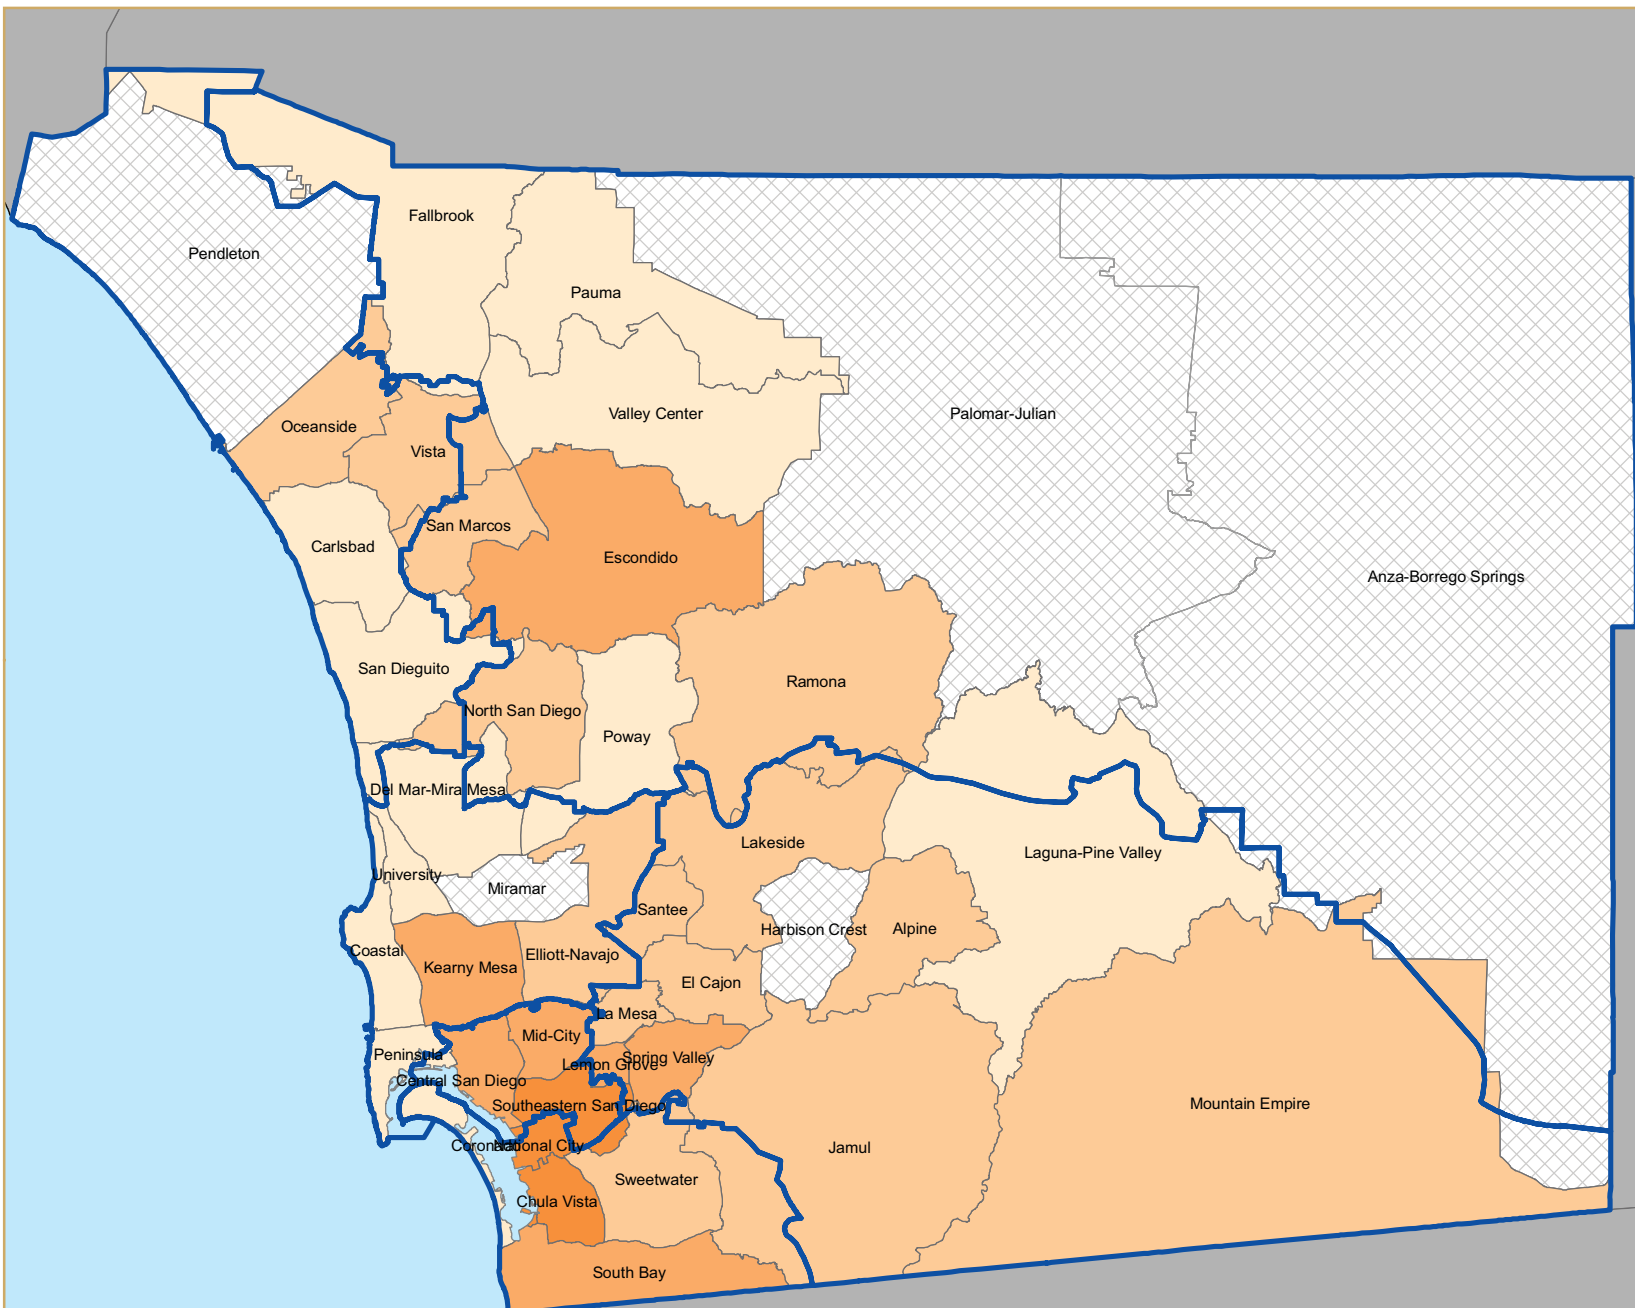 Fallbrook
Pendleton
Pauma
Valley Center
Palomar-Julian
Oceanside
Vista
San Marcos
Carlsbad
Escondido
Anza-Borrego Springs
San Dieguito
Ramona
North San Diego
Poway
Del Mar-Mira Mesa
Lakeside
Laguna-Pine Valley
University
Miramar
Santee
Harbison Crest
Alpine
Coastal
Elliott-Navajo
Kearny Mesa
El Cajon
La Mesa
Mid-City
Peninsula
Spring Valley
Lemon Grove
Central San Diego
Southeastern San Diego
Mountain Empire
Coronado
National City
Jamul
Sweetwater
Chula Vista
South Bay